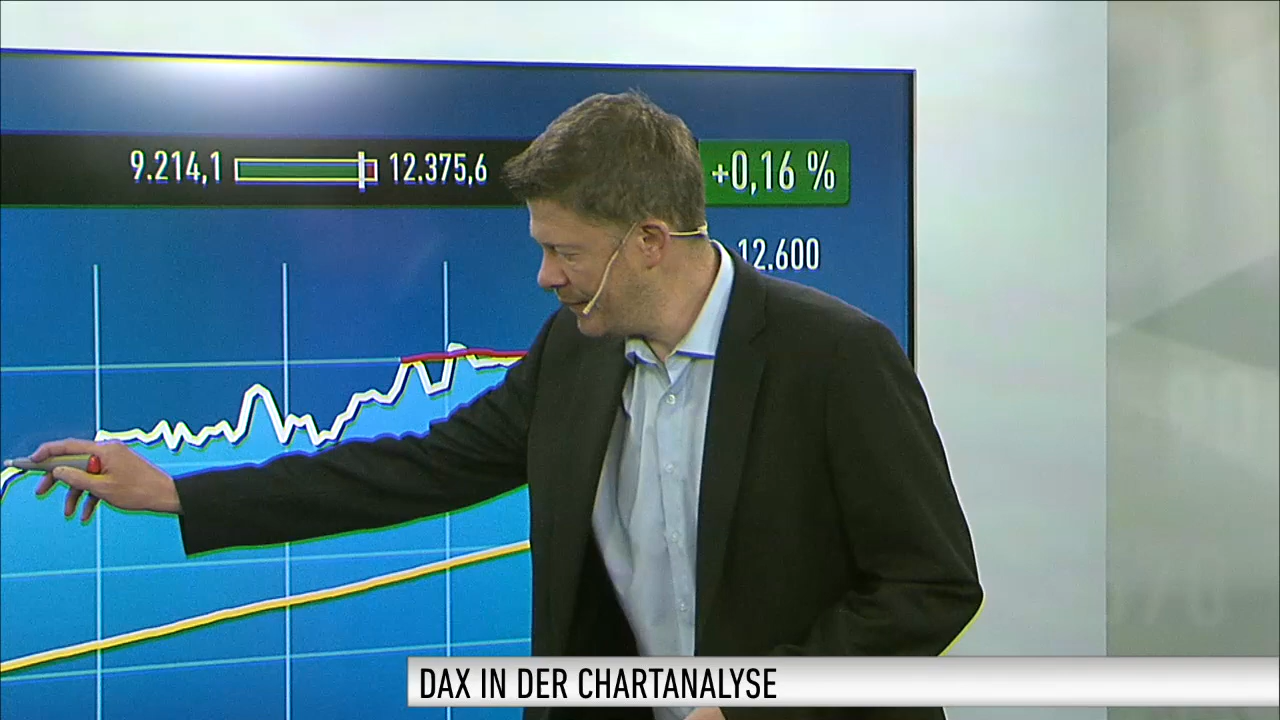 9.214,1 12.375,6 +0,16 %
12.600
DAX IN DER CHARTANALYSE